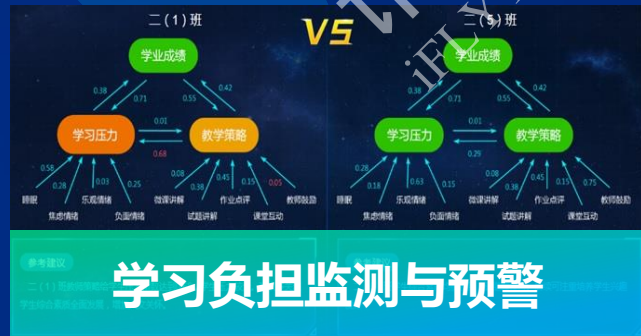 二(1)班
VS
二(5)班
iFLY
学业成绩
学业成绩
0.38
0.71
0.55
0.42
0.38
0.71
0.55
0.42
学习压力
0.01
0.68
教学策略
学习压力
0.01
0.29
教学策略
0.58
0.28
0.03
0.25
0.08
0.38
0.45
0.15
0.05
0.28
0.18
0.63
0.15
0.08
0.38
0.45
0.15
0.75
睡眠
乐观情绪
微课讲解
作业点评
教师鼓励
睡眠
乐观情绪
微课讲解
作业点评
教师鼓励
焦虑情绪
负面情绪
试题讲解
课堂互动
焦虑情绪
负面情绪
试题讲解
课堂互动
参考建议
参考建议
学习负担监测与预警